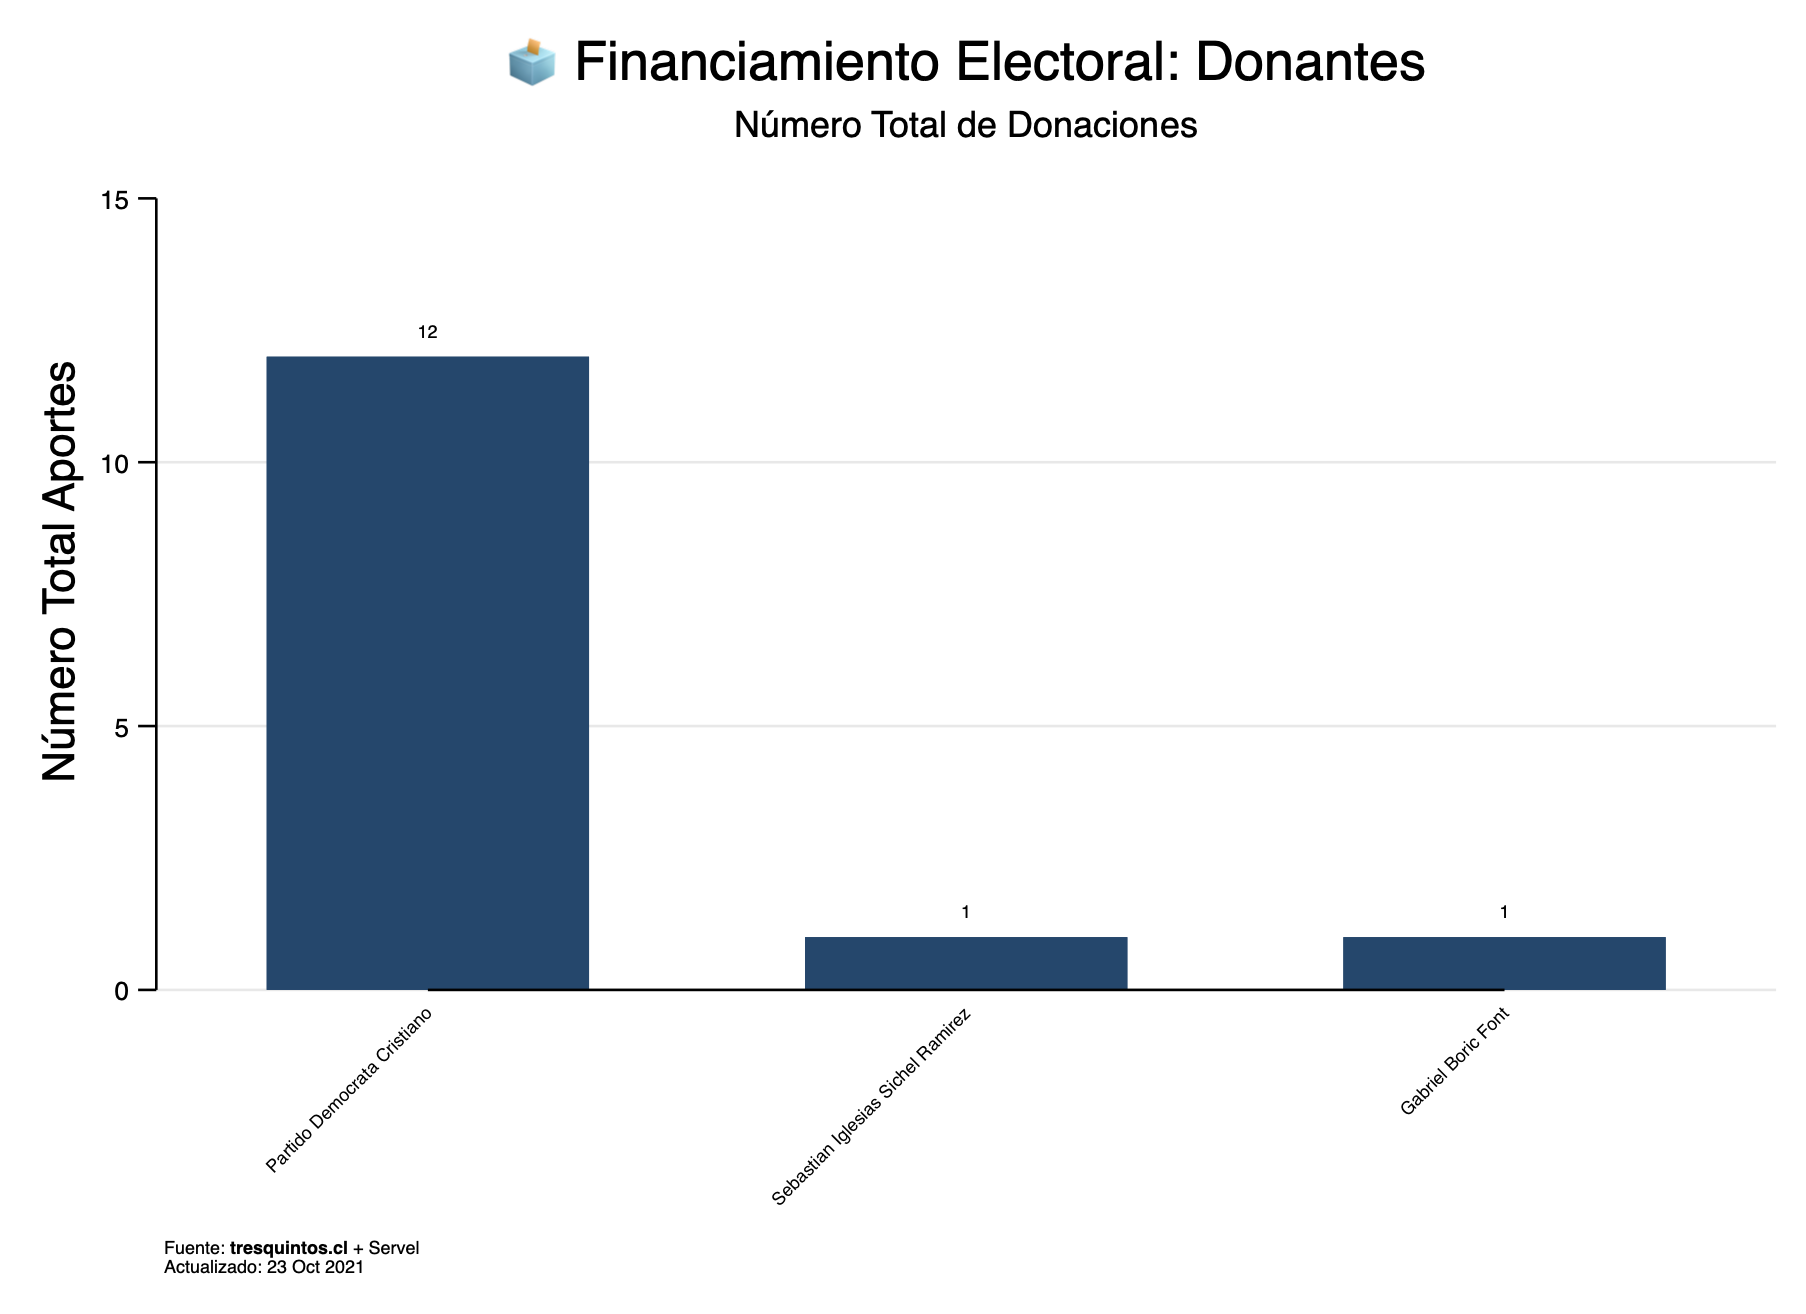 Financiamiento Electoral: Donantes
Número Total de Donaciones
Número Total Aportes
15
10
5
0
12
1
1
Partido Democrata Cristiano
Sebastian Iglesias Sichel Ramirez
Gabriel Boric Font
Fuente: tresquintos.cl + Servel
Actualizado: 23 Oct 2021